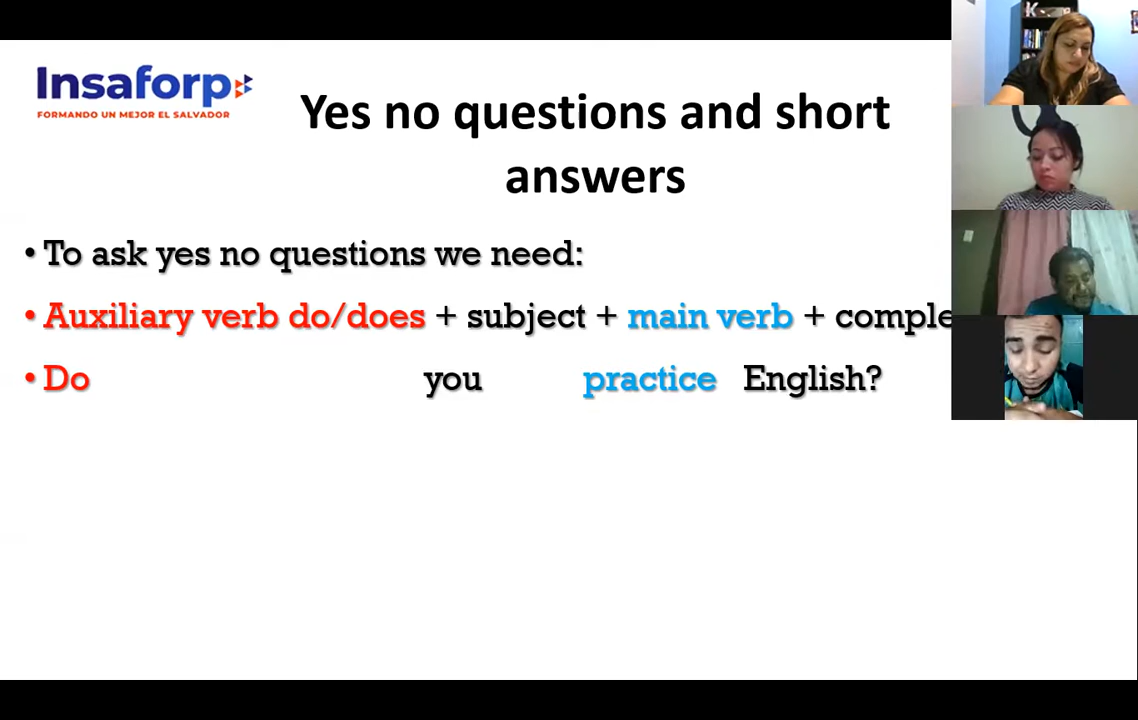 Insaforp
FORMANDO UN MEJOR EL SALVADOR
Yes no questions and short
answers
• To ask yes no questions we need:
• Auxiliary verb do/does + subject + main verb + comple
• Do you practice English?